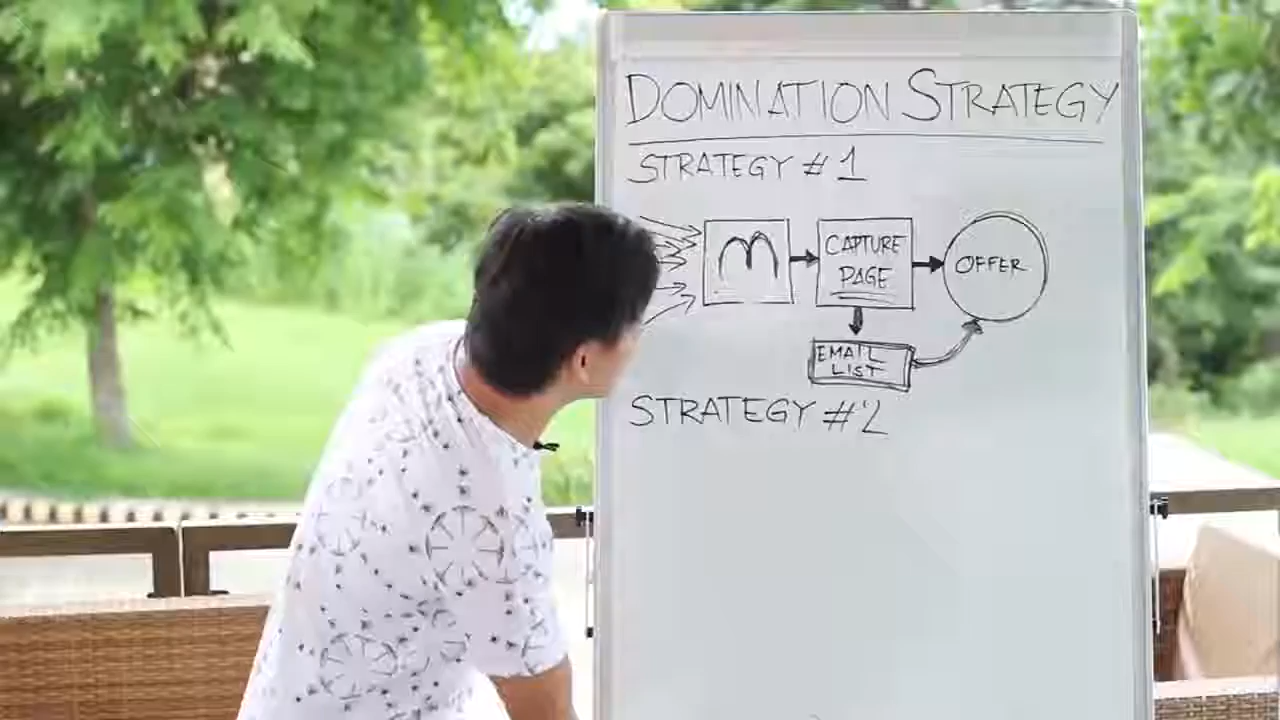 DOMINATION STRATEGY
STRATEGY #1
M
CAPTURE
PAGE
OFFER
EMAIL
LIST
STRATEGY #2